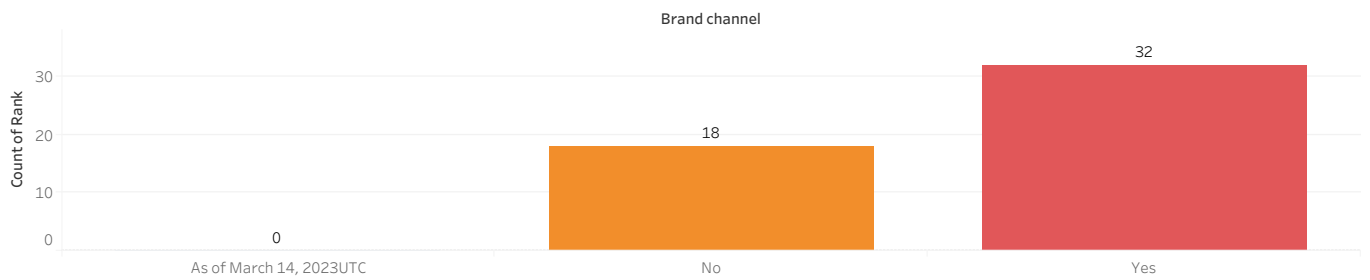 Brand channel
Count of Rank
30
20
10
0
0
18
32
As of March 14, 2023UTC
No
Yes